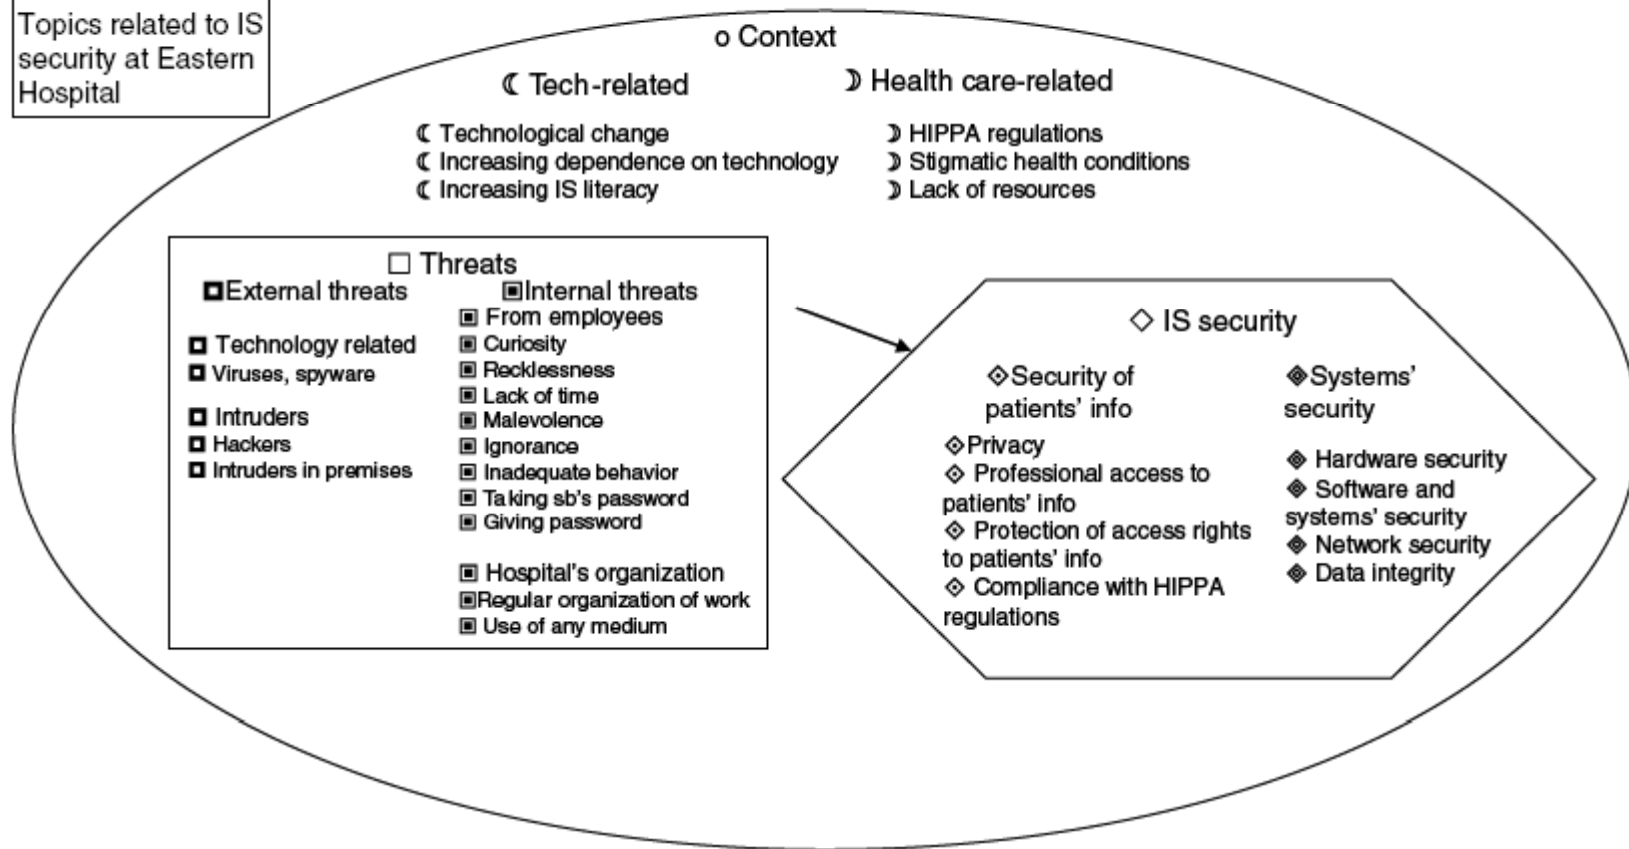 Topics related to IS
security at Eastern
Hospital
o Context
☾ Tech-related
☽ Health care-related
☾ Technological change
☾ Increasing dependence on technology
☾ Increasing IS literacy
☽ HIPPA regulations
☽ Stigmatic health conditions
☽ Lack of resources
□ Threats
◘ External threats
◘ Technology related
◘ Viruses, spyware
◘ Intruders
◘ Hackers
◘ Intruders in premises
▣ Internal threats
▣ From employees
▣ Curiosity
▣ Recklessness
▣ Lack of time
▣ Malevolence
▣ Ignorance
▣ Inadequate behavior
▣ Taking sb's password
▣ Giving password
▣ Hospital's organization
▣ Regular organization of work
▣ Use of any medium
◇ IS security
⟐ Security of
patients' info
⟐ Privacy
⟐ Professional access to
patients' info
⟐ Protection of access rights
to patients' info
⟐ Compliance with HIPPA
regulations
◈ Systems'
security
◈ Hardware security
◈ Software and
systems' security
◈ Network security
◈ Data integrity